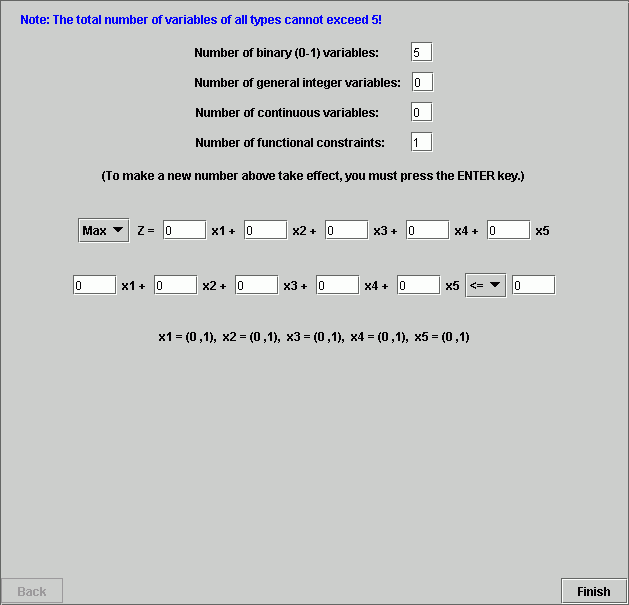 Note: The total number of variables of all types cannot exceed 5!
Number of binary (0-1) variables: 5
Number of general integer variables: 0
Number of continuous variables: 0
Number of functional constraints: 1
(To make a new number above take effect, you must press the ENTER key.)
Max Z = 0 x1 + 0 x2 + 0 x3 + 0 x4 + 0 x5
0 x1 + 0 x2 + 0 x3 + 0 x4 + 0 x5 <= 0
x1 = (0 ,1), x2 = (0 ,1), x3 = (0 ,1), x4 = (0 ,1), x5 = (0 ,1)
Back Finish